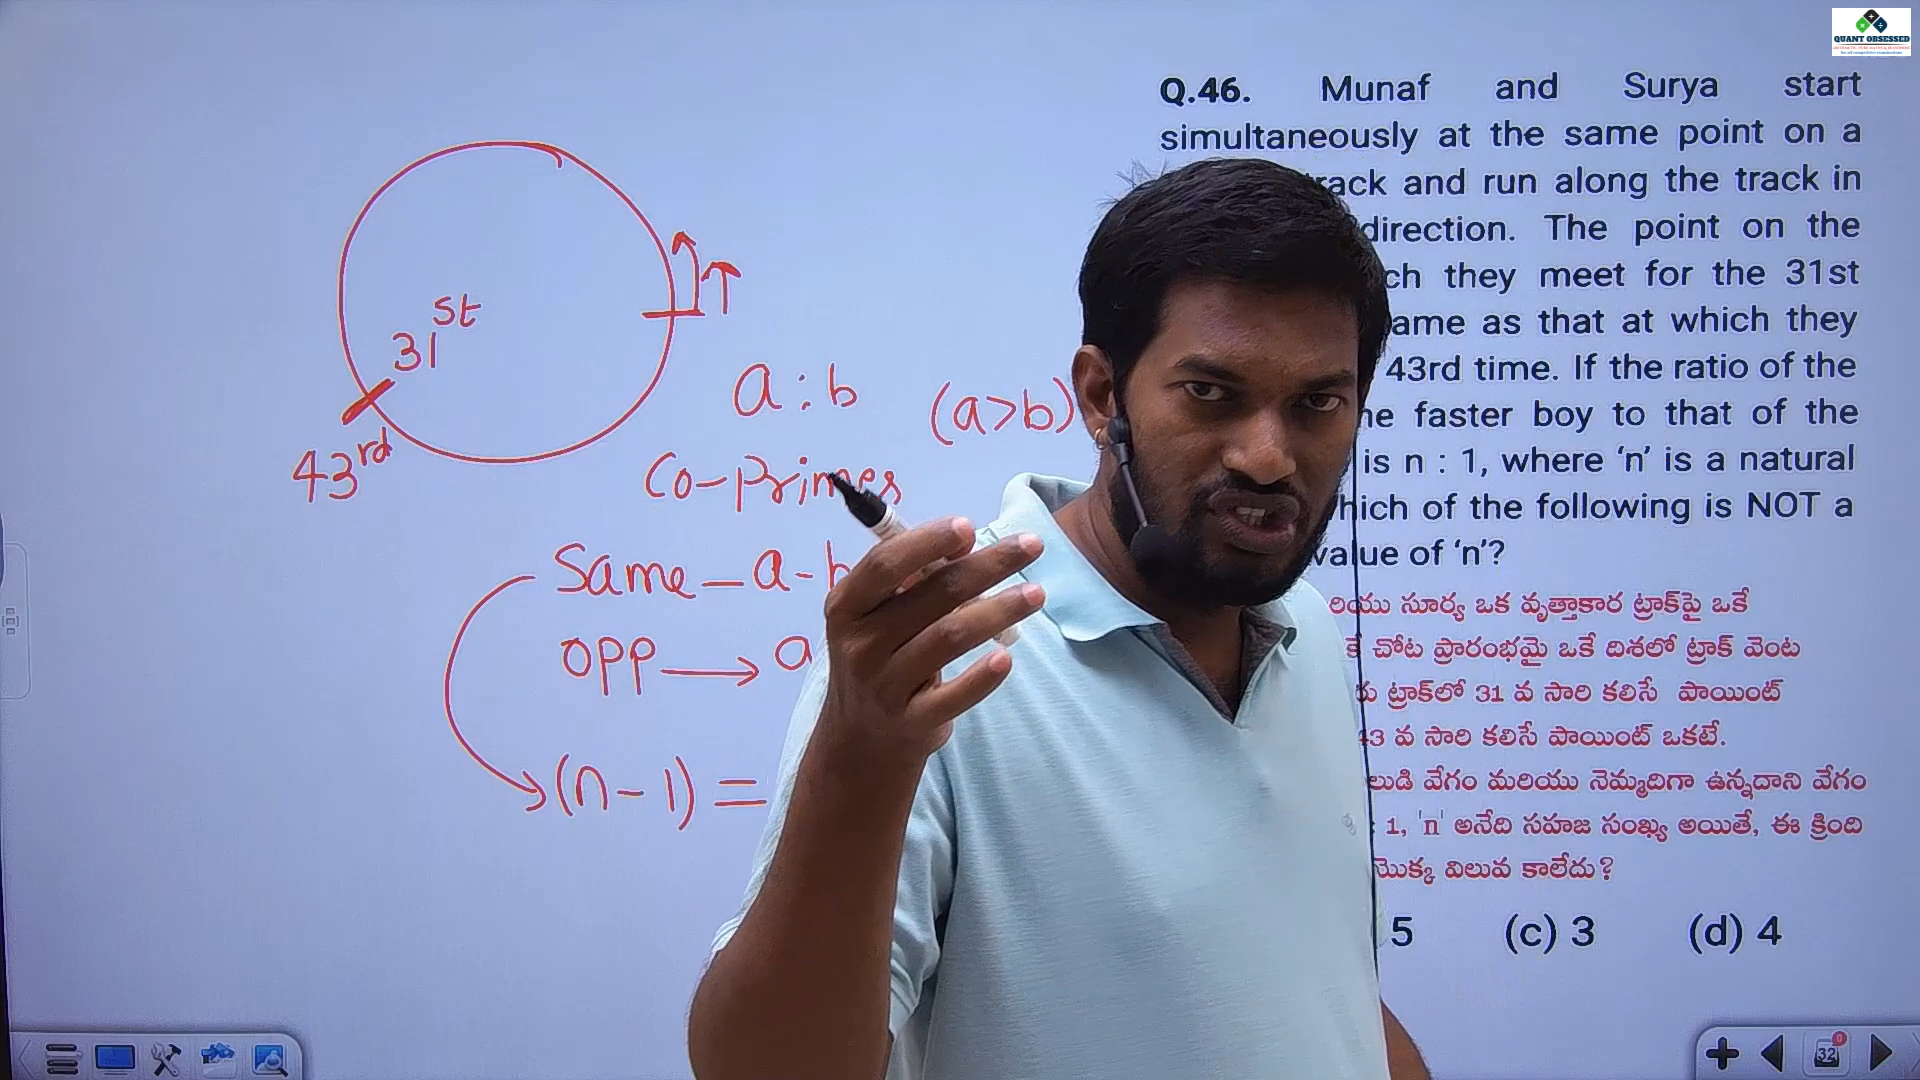 QUANT OBSESSED
Q.46. Munaf and Surya start
simultaneously at the same point on a
track and run along the track in
direction. The point on the
they meet for the 31st
as that at which they
43rd time. If the ratio of the
faster boy to that of the
is n : 1, where ‘n’ is a natural
of the following is NOT a
value of ‘n’?
సూర్య ఒక వృత్తాకార ట్రాక్‌పై ఒకే
చోట ప్రారంభమై ఒకే దిశలో ట్రాక్ వెంట
ట్రాక్‌లో 31 వ సారి కలిసే పాయింట్
వ సారి కలిసే పాయింట్ ఒకటే.
వేగం మరియు నెమ్మదిగా ఉన్నదాని వేగం
: 1, 'n' అనేది సహజ సంఖ్య అయితే, ఈ క్రింది
విలువ కాలేదు?
5 (c) 3 (d) 4
31st
43rd
a : b (a>b)
Co-primes
Same – a - b
opp → a
(n-1) =
32
0